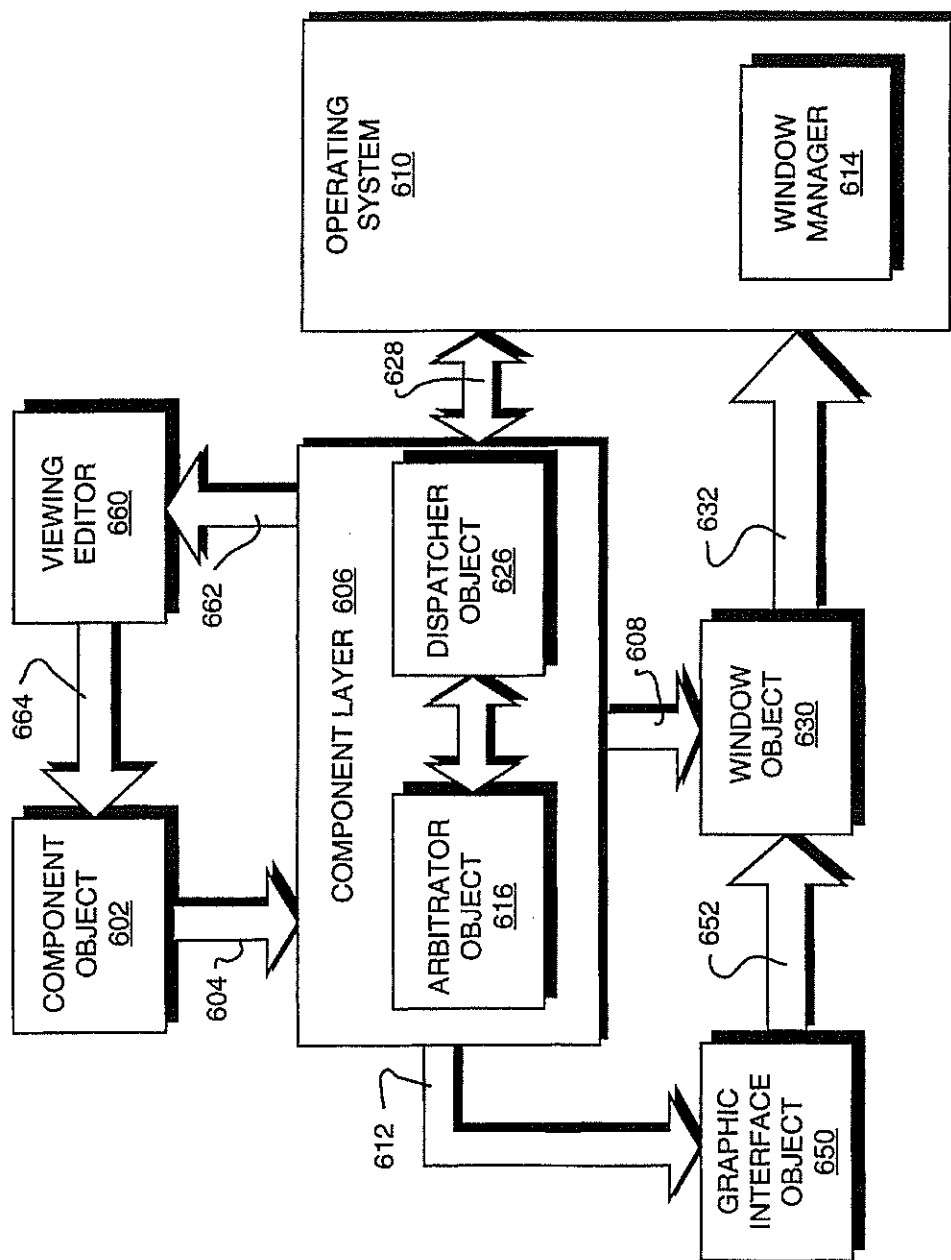 COMPONENT
OBJECT
602
664
VIEWING
EDITOR
660
604
662
COMPONENT LAYER 606
ARBITRATOR
OBJECT
616
DISPATCHER
OBJECT
626
628
OPERATING
SYSTEM
610
WINDOW
MANAGER
614
612
608
GRAPHIC
INTERFACE
OBJECT
650
652
WINDOW
OBJECT
630
632